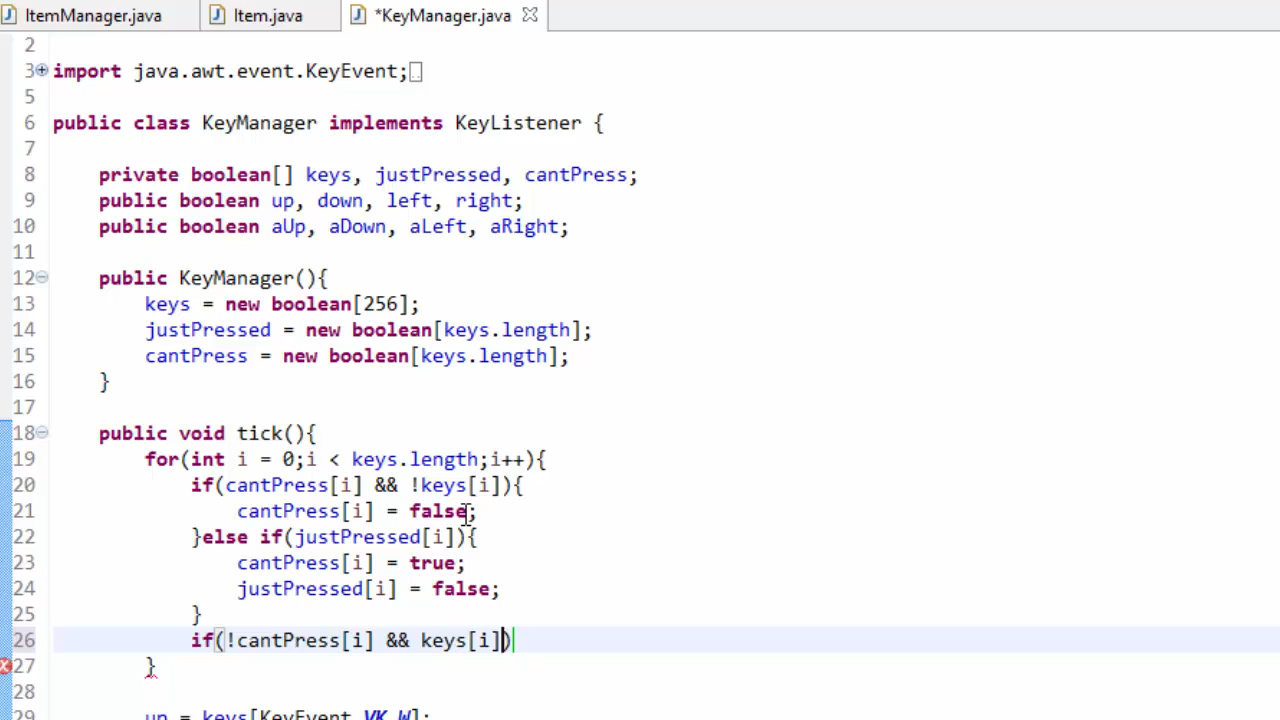 ItemManager.java Item.java *KeyManager.java
2
3 import java.awt.event.KeyEvent;
5
6 public class KeyManager implements KeyListener {
7
8 private boolean[] keys, justPressed, cantPress;
9 public boolean up, down, left, right;
10 public boolean aUp, aDown, aLeft, aRight;
11
12 public KeyManager(){
13 keys = new boolean[256];
14 justPressed = new boolean[keys.length];
15 cantPress = new boolean[keys.length];
16 }
17
18 public void tick(){
19 for(int i = 0;i < keys.length;i++){
20 if(cantPress[i] && !keys[i]){
21 cantPress[i] = false;
22 }else if(justPressed[i]){
23 cantPress[i] = true;
24 justPressed[i] = false;
25 }
26 if(!cantPress[i] && keys[i])
27 }
28
29 up = keys[KeyEvent.VK_W];